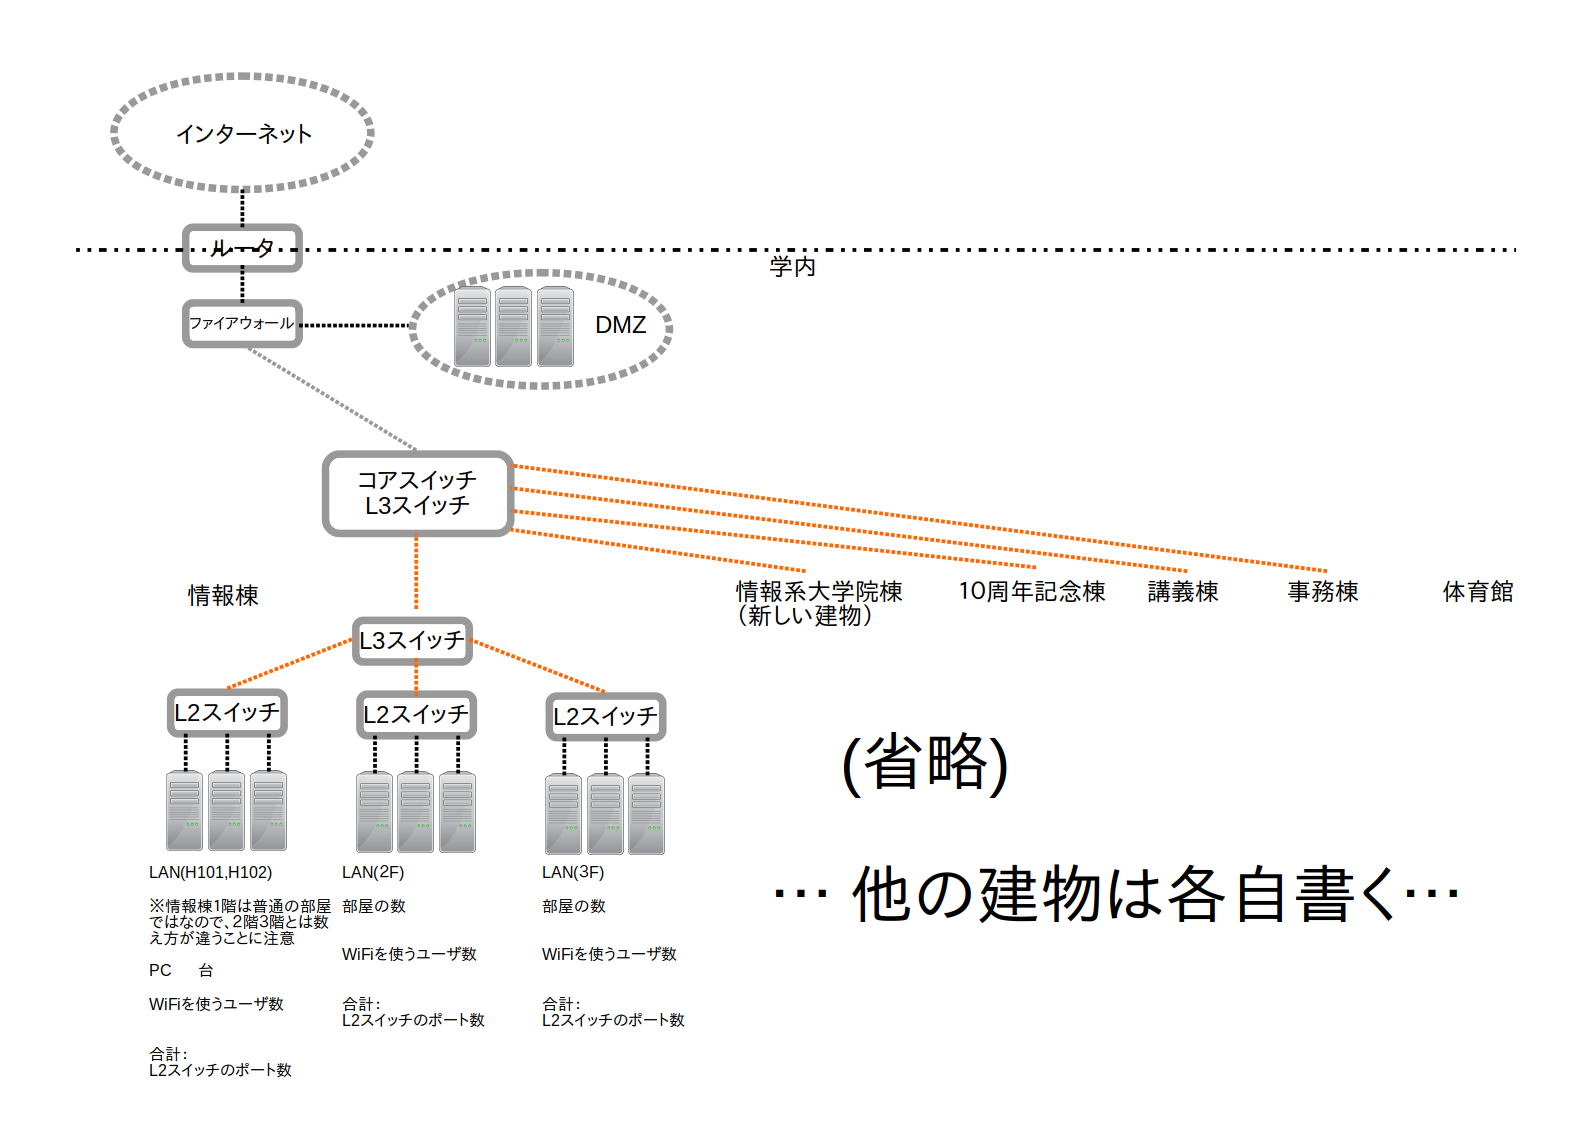 インターネット
ルータ
学内
ファイアウォール
DMZ
コアスイッチ
L3スイッチ
情報棟
情報系大学院棟
（新しい建物）
10周年記念棟
講義棟
事務棟
体育館
L3スイッチ
L2スイッチ
L2スイッチ
L2スイッチ
(省略)
… 他の建物は各自書く…
LAN(H101,H102)
※情報棟1階は普通の部屋
ではなので、2階3階とは数
え方が違うことに注意
PC 台
WiFiを使うユーザ数
合計：
L2スイッチのポート数
LAN(2F)
部屋の数
WiFiを使うユーザ数
合計：
L2スイッチのポート数
LAN(3F)
部屋の数
WiFiを使うユーザ数
合計：
L2スイッチのポート数